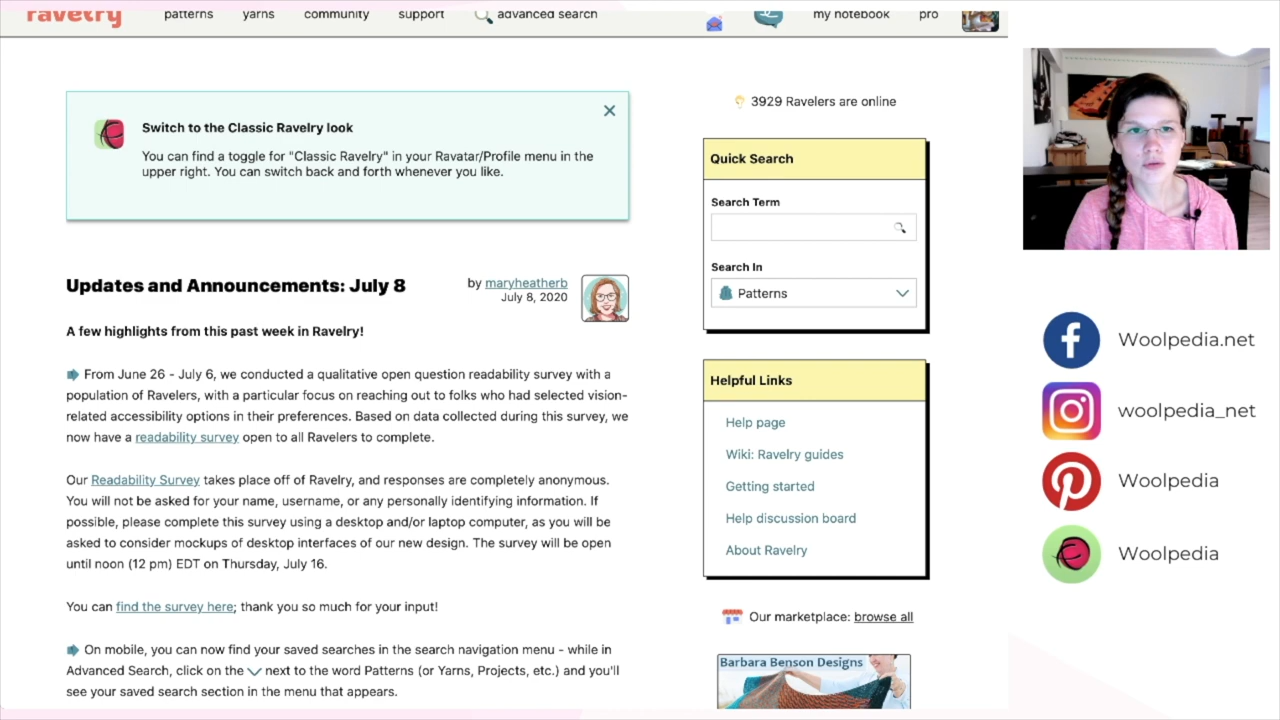 ravelry
patterns
yarns
community
support
advanced search
my notebook
pro
Switch to the Classic Ravelry look
You can find a toggle for "Classic Ravelry" in your Ravatar/Profile menu in the
upper right. You can switch back and forth whenever you like.
Updates and Announcements: July 8
by maryheatherb
July 8, 2020
A few highlights from this past week in Ravelry!
From June 26 - July 6, we conducted a qualitative open question readability survey with a
population of Ravelers, with a particular focus on reaching out to folks who had selected vision-
related accessibility options in their preferences. Based on data collected during this survey, we
now have a readability survey open to all Ravelers to complete.
Our Readability Survey takes place off of Ravelry, and responses are completely anonymous.
You will not be asked for your name, username, or any personally identifying information. If
possible, please complete this survey using a desktop and/or laptop computer, as you will be
asked to consider mockups of desktop interfaces of our new design. The survey will be open
until noon (12 pm) EDT on Thursday, July 16.
You can find the survey here; thank you so much for your input!
On mobile, you can now find your saved searches in the search navigation menu - while in
Advanced Search, click on the next to the word Patterns (or Yarns, Projects, etc.) and you'll
see your saved search section in the menu that appears.
3929 Ravelers are online
Quick Search
Search Term
Search In
Patterns
Helpful Links
Help page
Wiki: Ravelry guides
Getting started
Help discussion board
About Ravelry
Our marketplace: browse all
Barbara Benson Designs
Woolpedia.net
woolpedia_net
Woolpedia
Woolpedia